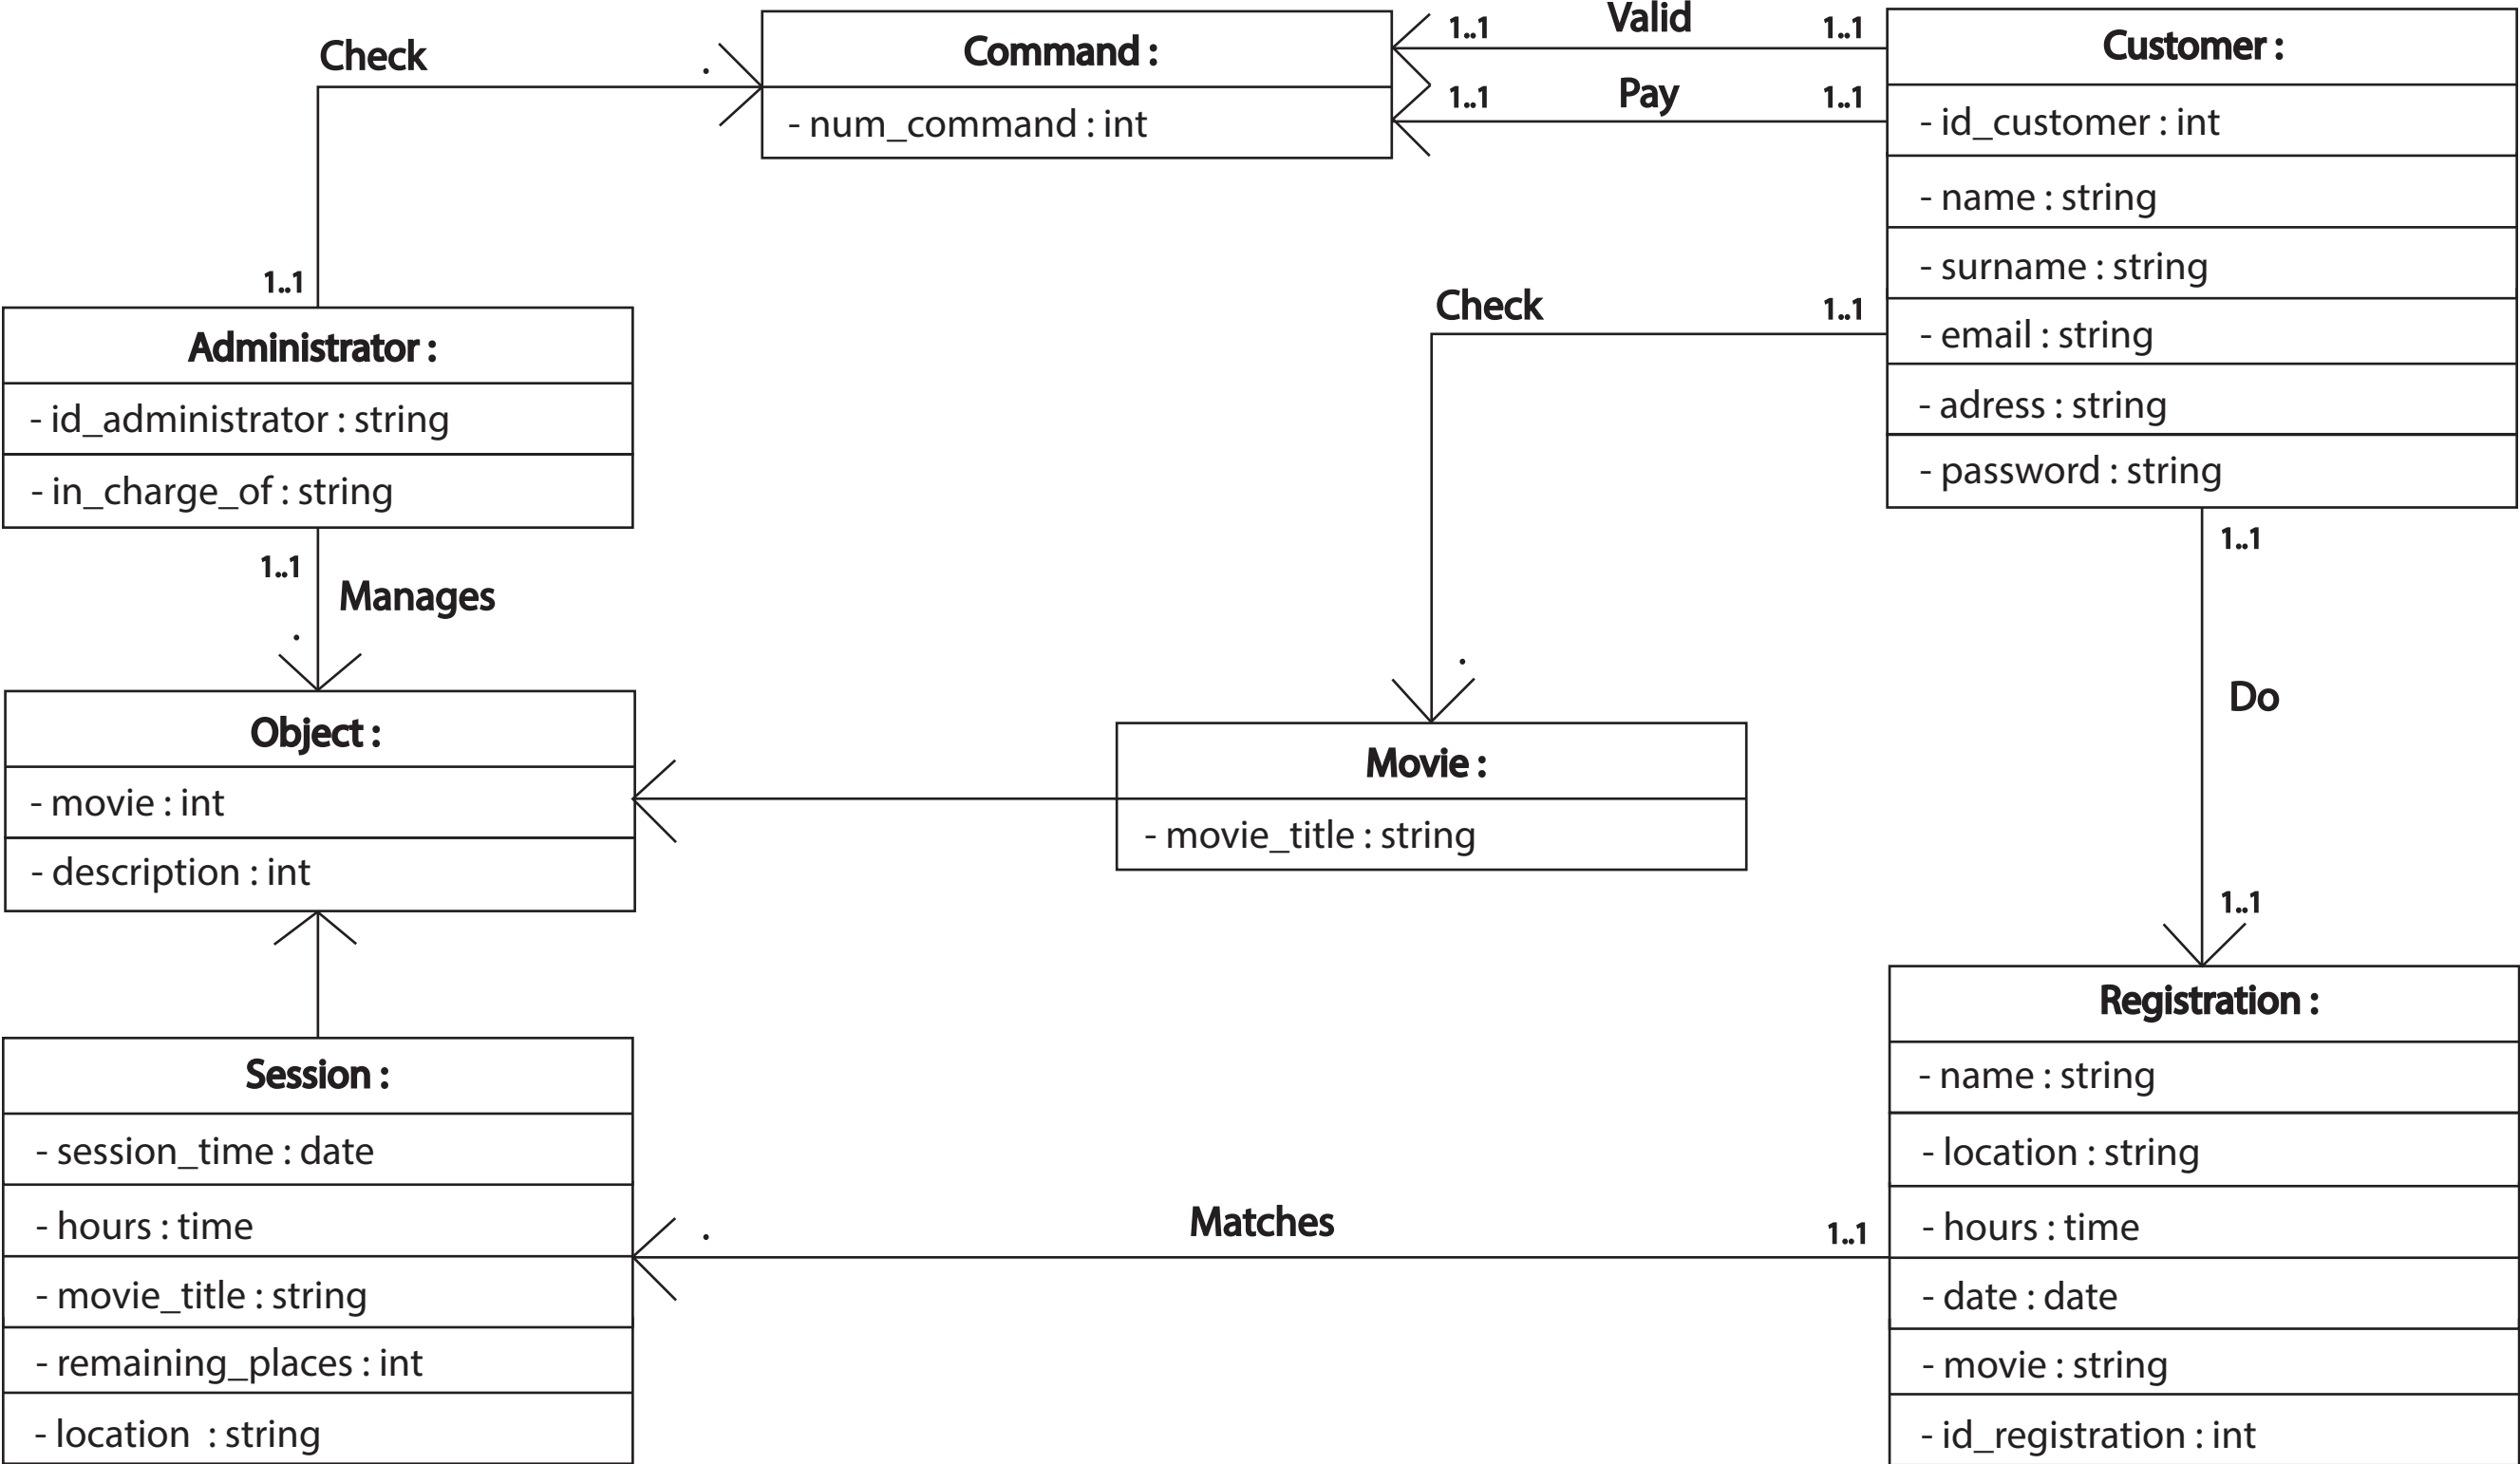 Check
.
1..1
Command :
- num_command : int
1..1
Valid
1..1
1..1
Pay
1..1
Customer :
- id_customer : int
- name : string
- surname : string
- email : string
- adress : string
- password : string
Administrator :
- id_administrator : string
- in_charge_of : string
Check
1..1
.
1..1
Manages
.
1..1
Do
1..1
Object :
- movie : int
- description : int
Movie :
- movie_title : string
Session :
- session_time : date
- hours : time
- movie_title : string
- remaining_places : int
- location : string
.
Matches
1..1
Registration :
- name : string
- location : string
- hours : time
- date : date
- movie : string
- id_registration : int